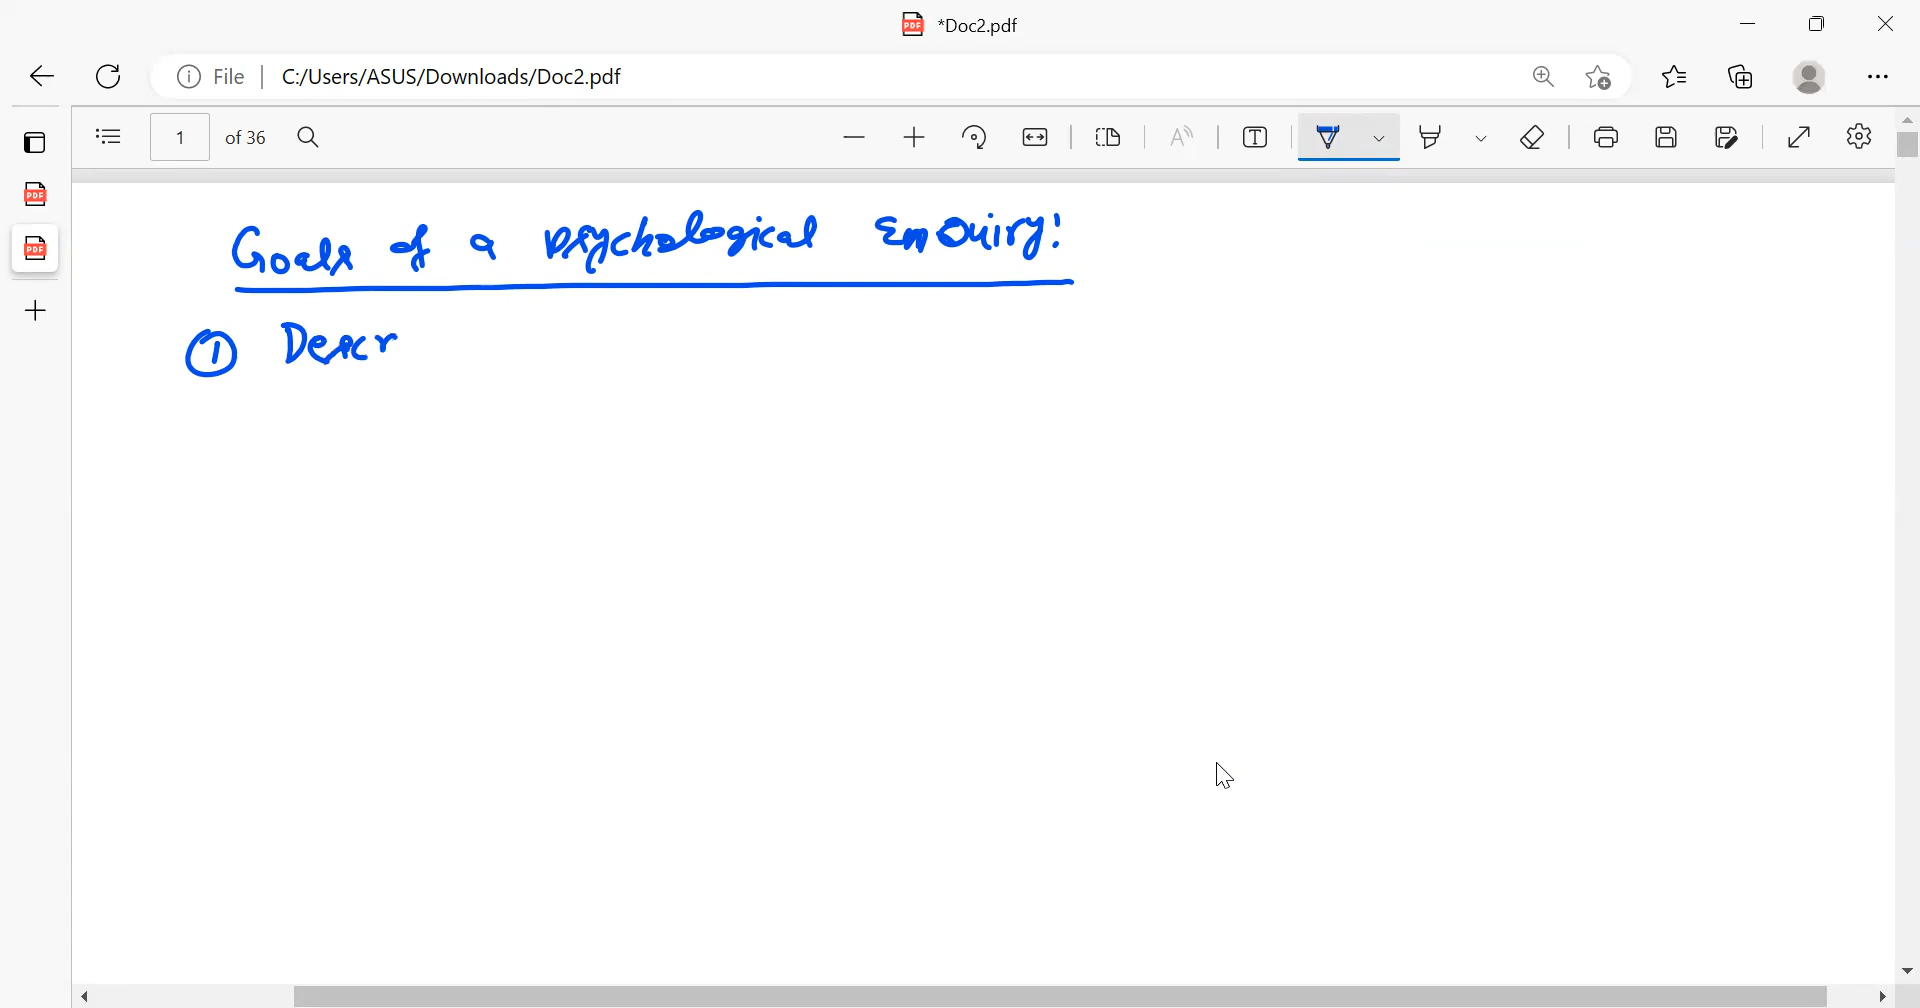 *Doc2.pdf
File | C:/Users/ASUS/Downloads/Doc2.pdf
1 of 36
Goals of a psychological Enquiry:
① Descr